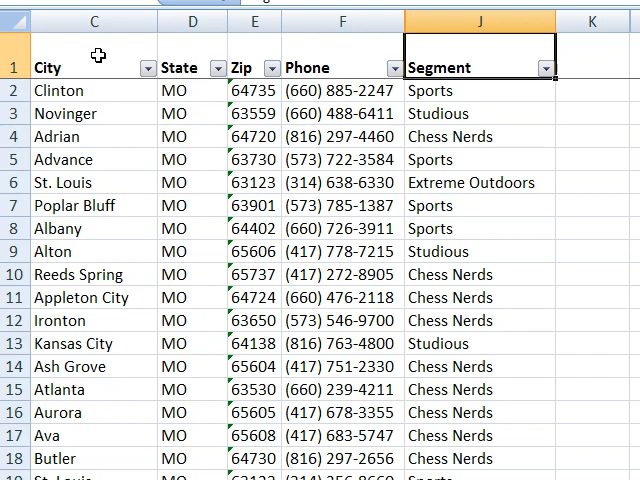 C D E F J K
1 City State Zip Phone Segment
2 Clinton MO 64735 (660) 885-2247 Sports
3 Novinger MO 63559 (660) 488-6411 Studious
4 Adrian MO 64720 (816) 297-4460 Chess Nerds
5 Advance MO 63730 (573) 722-3584 Sports
6 St. Louis MO 63123 (314) 638-6330 Extreme Outdoors
7 Poplar Bluff MO 63901 (573) 785-1387 Sports
8 Albany MO 64402 (660) 726-3911 Sports
9 Alton MO 65606 (417) 778-7215 Studious
10 Reeds Spring MO 65737 (417) 272-8905 Chess Nerds
11 Appleton City MO 64724 (660) 476-2118 Chess Nerds
12 Ironton MO 63650 (573) 546-9700 Chess Nerds
13 Kansas City MO 64138 (816) 763-4800 Studious
14 Ash Grove MO 65604 (417) 751-2330 Chess Nerds
15 Atlanta MO 63530 (660) 239-4211 Chess Nerds
16 Aurora MO 65605 (417) 678-3355 Chess Nerds
17 Ava MO 65608 (417) 683-5747 Chess Nerds
18 Butler MO 64730 (816) 297-2656 Chess Nerds
St. Louis MO Sports